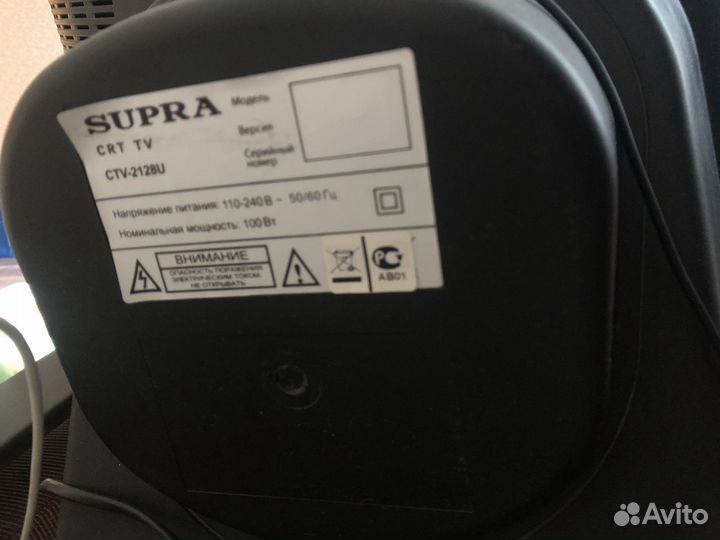 SUPRA
CRT TV
CTV-2128U
Модель
Версия
Серийный
номер
Напряжение питания: 110-240 В ~ 50/60 Гц
Номинальная мощность: 100 Вт
ВНИМАНИЕ
ОПАСНОСТЬ ПОРАЖЕНИЯ
ЭЛЕКТРИЧЕСКИМ ТОКОМ
НЕ ОТКРЫВАТЬ
АВ01
Avito